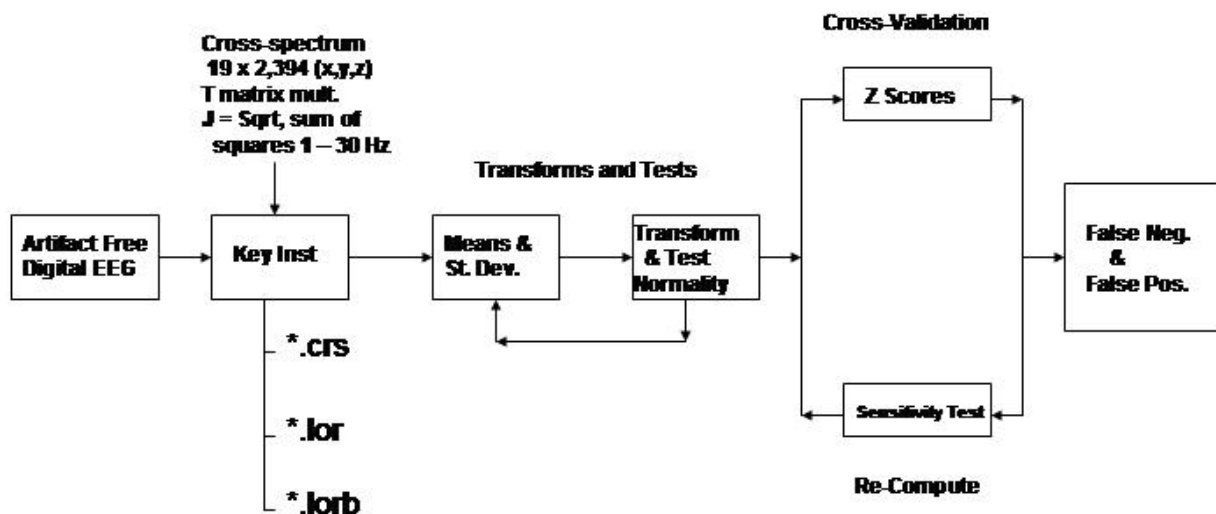 Cross-Validation
Cross-spectrum
19 x 2,394 (x,y,z)
T matrix mult.
J = Sqrt, sum of
squares 1 – 30 Hz
Z Scores
Transforms and Tests
Artifact Free
Digital EEG
Key Inst
Means &
St. Dev.
Transform
& Test
Normality
False Neg.
&
False Pos.
*.crs
*.lor
*.lorb
Sensitivity Test
Re-Compute